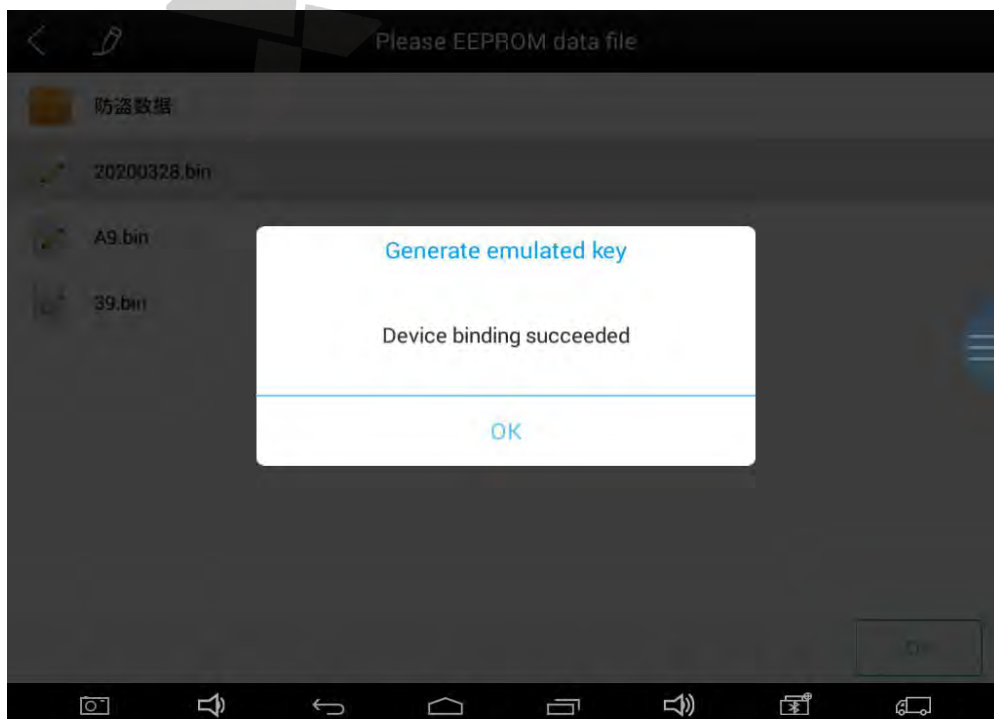 Please EEPROM data file
防盗数据
20200328.bin
A9.bin
39.bin
Generate emulated key
Device binding succeeded
OK
OK